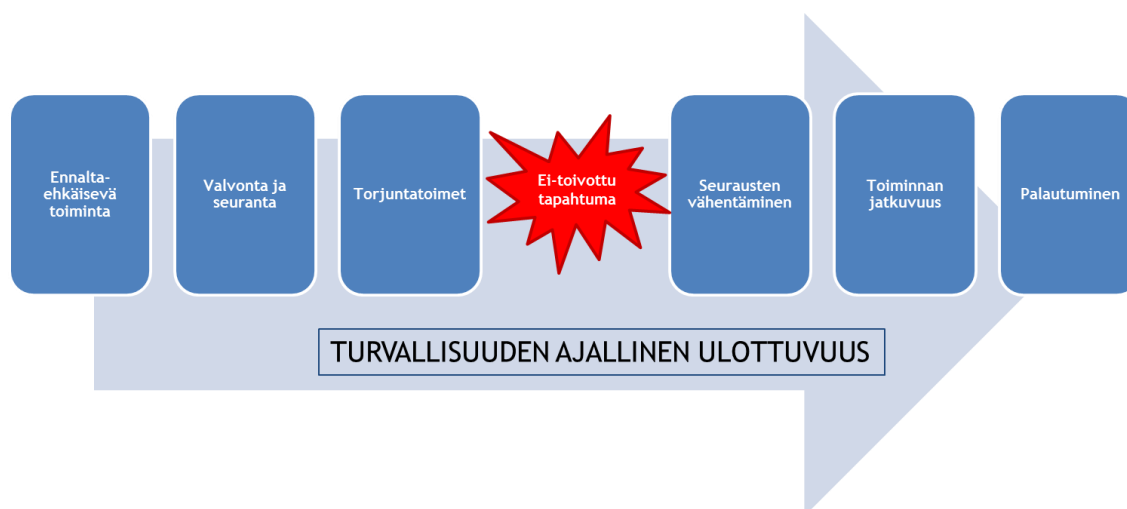 Ennalta-
ehkäisevä
toiminta
Valvonta ja
seuranta
Torjuntatoimet
Ei-toivottu
tapahtuma
Seurausten
vähentäminen
Toiminnan
jatkuvuus
Palautuminen
TURVALLISUUDEN AJALLINEN ULOTTUVUUS